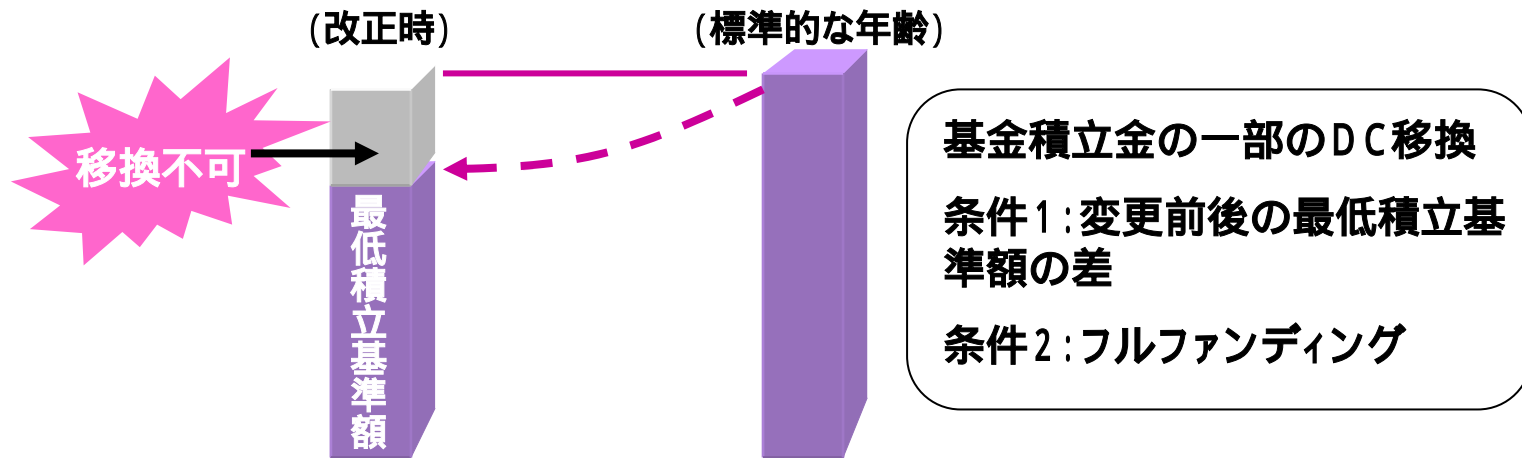 (改正時)
(標準的な年齢)
移換不可
最低積立基準額
基金積立金の一部のDC移換
条件1:変更前後の最低積立基
準額の差
条件2:フルファンディング